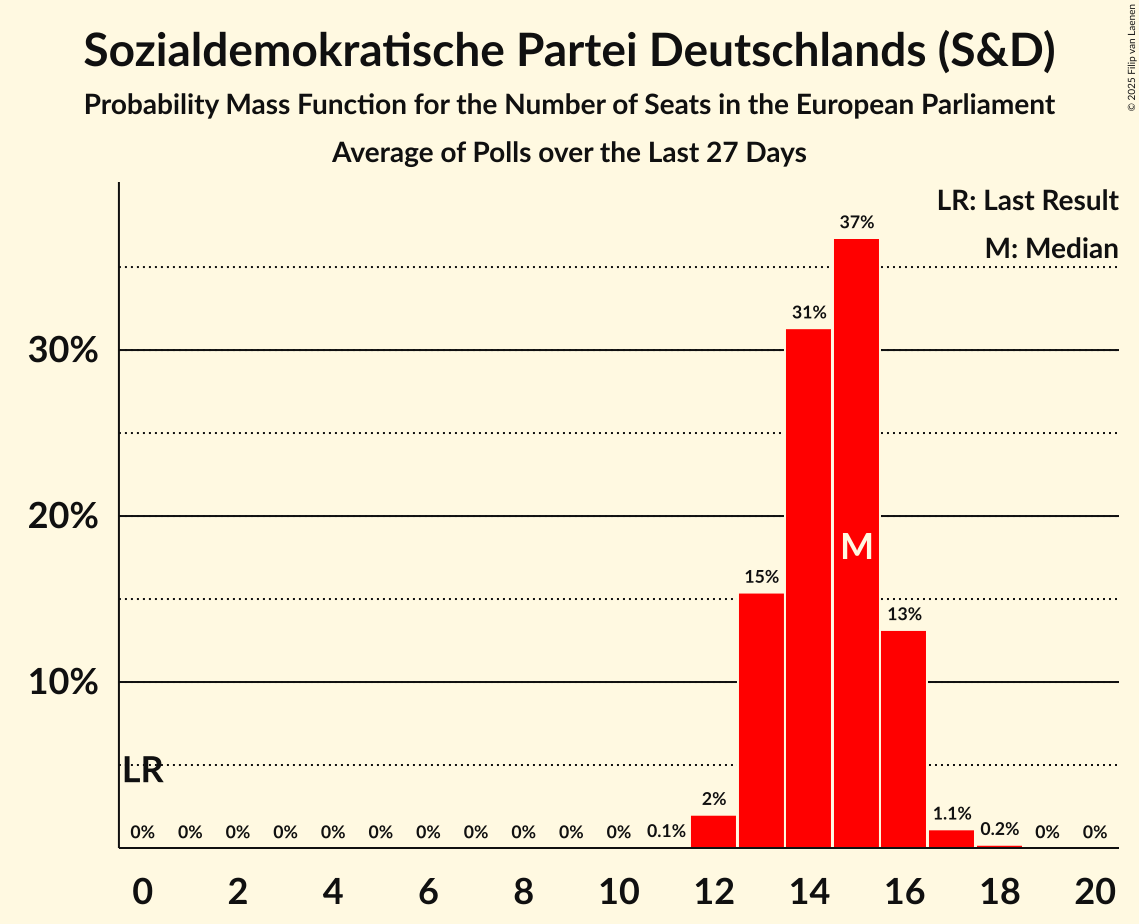 Sozialdemokratische Partei Deutschlands (S&D)
Probability Mass Function for the Number of Seats in the European Parliament
Average of Polls over the Last 27 Days
© 2025 Filip van Laenen
LR: Last Result
M: Median
37%
31%
30%
20%
M
15%
13%
10%
LR
0% 0% 0% 0% 0% 0% 0% 0% 0% 0% 0% 0.1% 2% 1.1% 0.2% 0% 0%
0 2 4 6 8 10 12 14 16 18 20